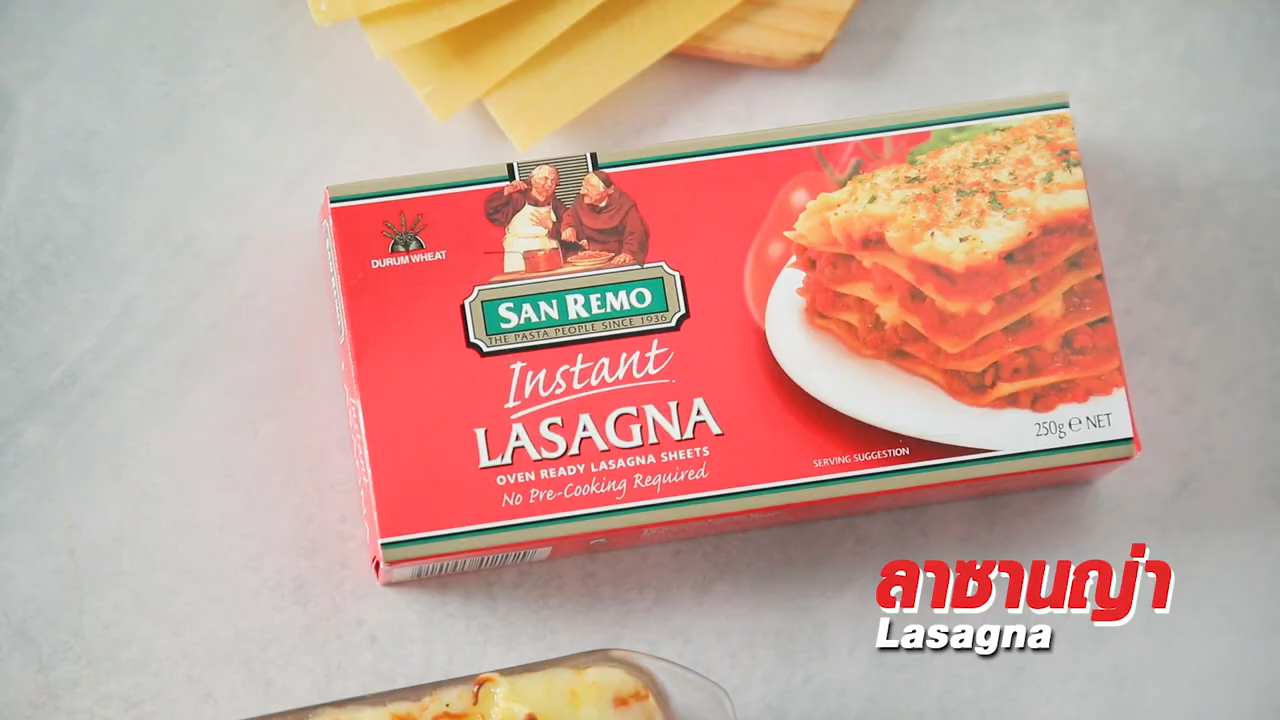 DURUM WHEAT
SAN REMO
THE PASTA PEOPLE SINCE 1936
Instant
LASAGNA
OVEN READY LASAGNA SHEETS
No Pre-Cooking Required
SERVING SUGGESTION
250g e NET
ลาซานญ่า
Lasagna